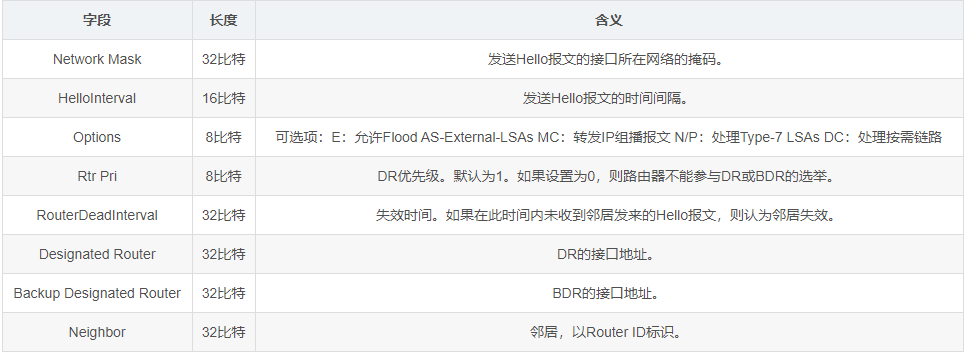 字段 长度 含义
Network Mask 32比特 发送Hello报文的接口所在网络的掩码。
HelloInterval 16比特 发送Hello报文的时间间隔。
Options 8比特 可选项：E：允许Flood AS-External-LSAs MC：转发IP组播报文 N/P：处理Type-7 LSAs DC：处理按需链路
Rtr Pri 8比特 DR优先级。默认为1。如果设置为0，则路由器不能参与DR或BDR的选举。
RouterDeadInterval 32比特 失效时间。如果在此时间内未收到邻居发来的Hello报文，则认为邻居失效。
Designated Router 32比特 DR的接口地址。
Backup Designated Router 32比特 BDR的接口地址。
Neighbor 32比特 邻居，以Router ID标识。